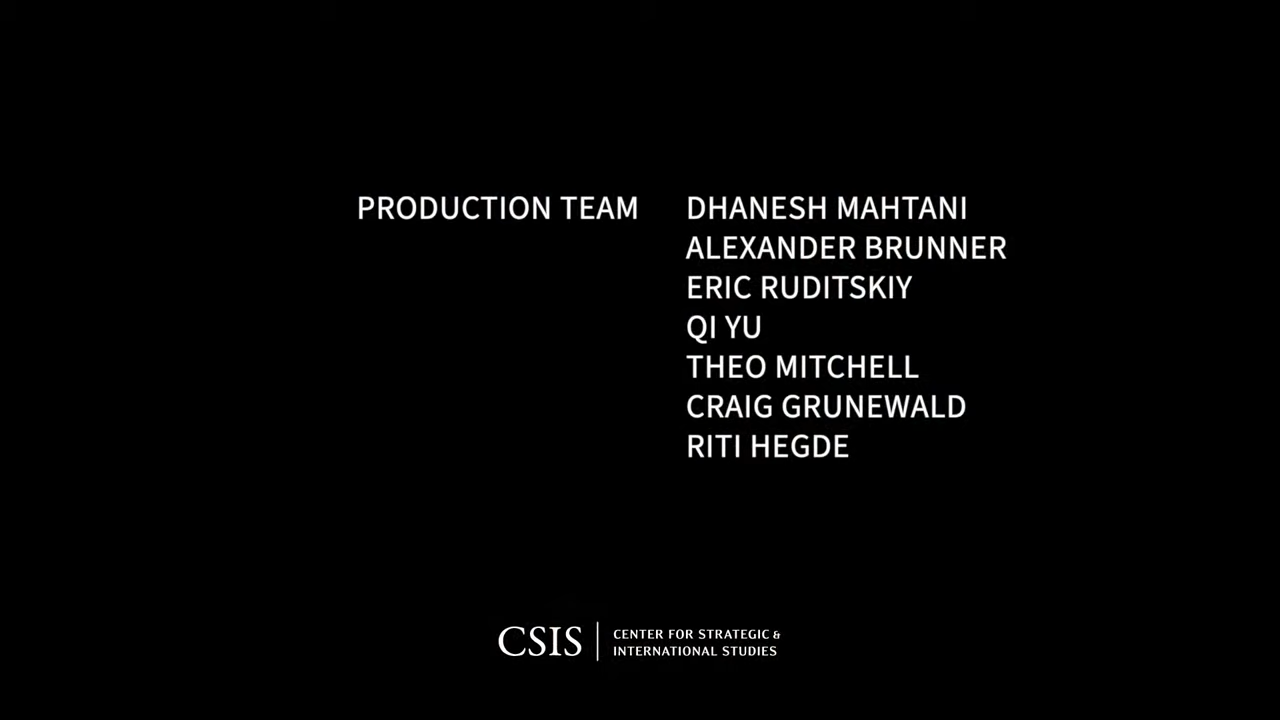 PRODUCTION TEAM DHANESH MAHTANI
ALEXANDER BRUNNER
ERIC RUDITSKIY
QI YU
THEO MITCHELL
CRAIG GRUNEWALD
RITI HEGDE
CSIS
CENTER FOR STRATEGIC &
INTERNATIONAL STUDIES